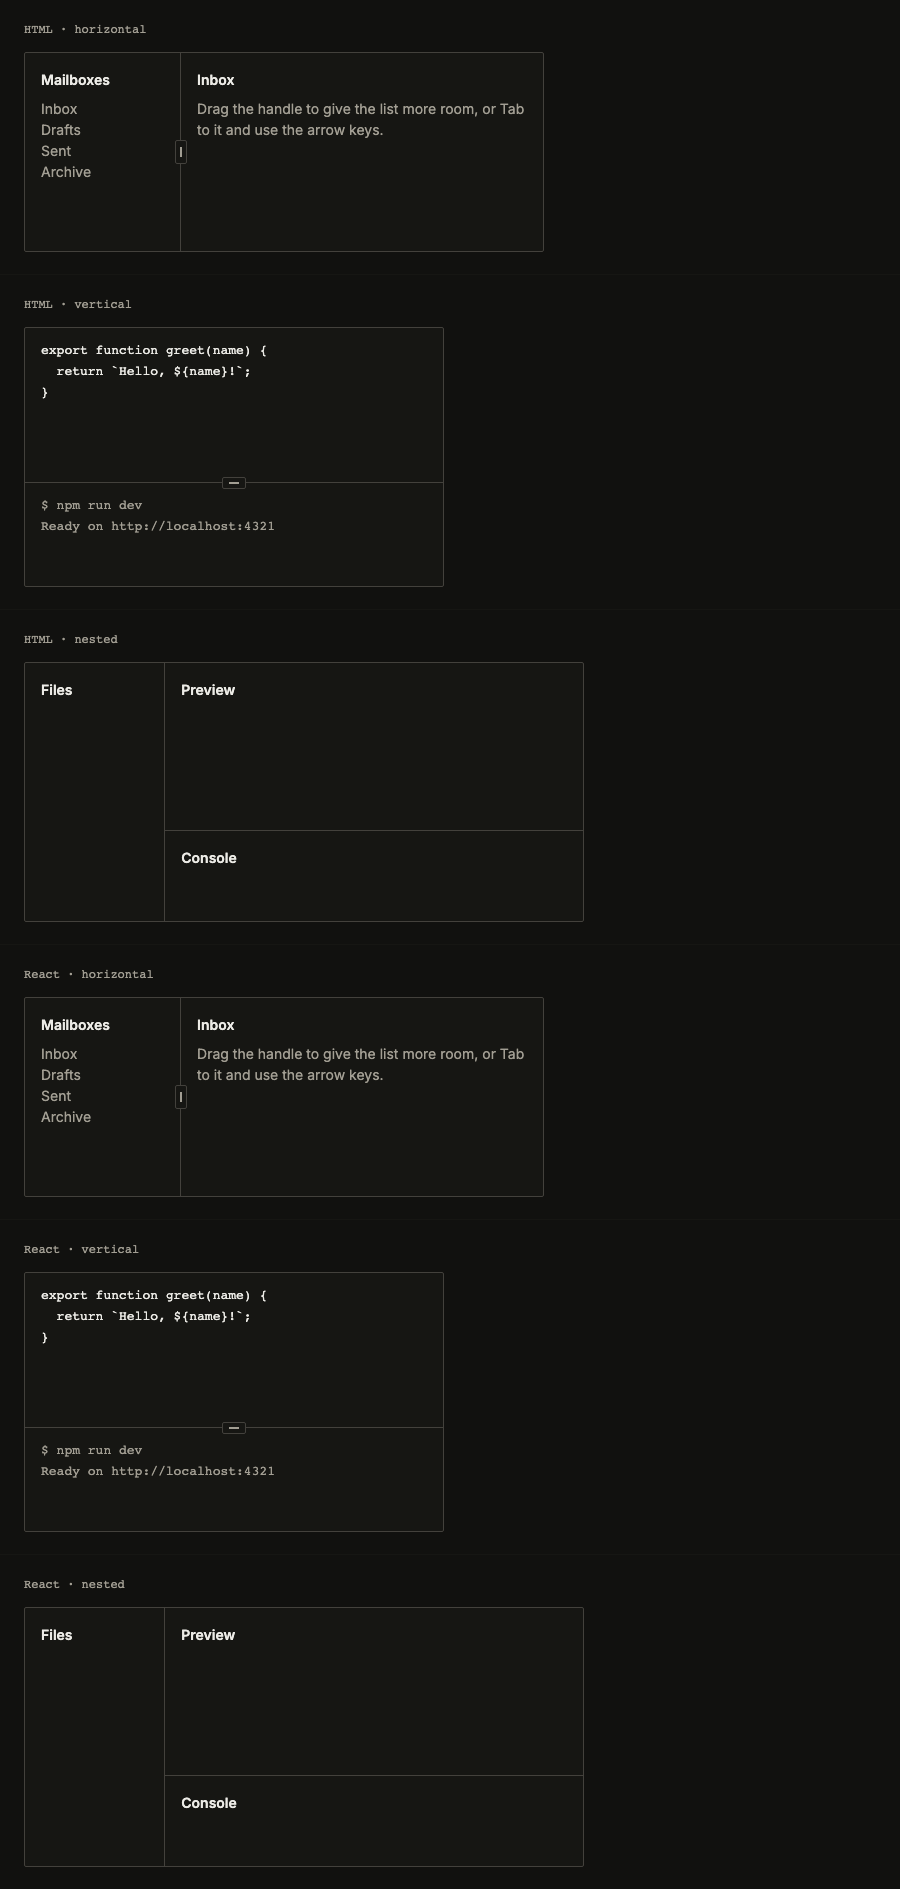 HTML · horizontal
Mailboxes
Inbox
Drafts
Sent
Archive
Inbox
Drag the handle to give the list more room, or Tab
to it and use the arrow keys.
HTML · vertical
export function greet(name) {
  return `Hello, ${name}!`;
}
$ npm run dev
Ready on http://localhost:4321
HTML · nested
Files
Preview
Console
React · horizontal
Mailboxes
Inbox
Drafts
Sent
Archive
Inbox
Drag the handle to give the list more room, or Tab
to it and use the arrow keys.
React · vertical
export function greet(name) {
  return `Hello, ${name}!`;
}
$ npm run dev
Ready on http://localhost:4321
React · nested
Files
Preview
Console